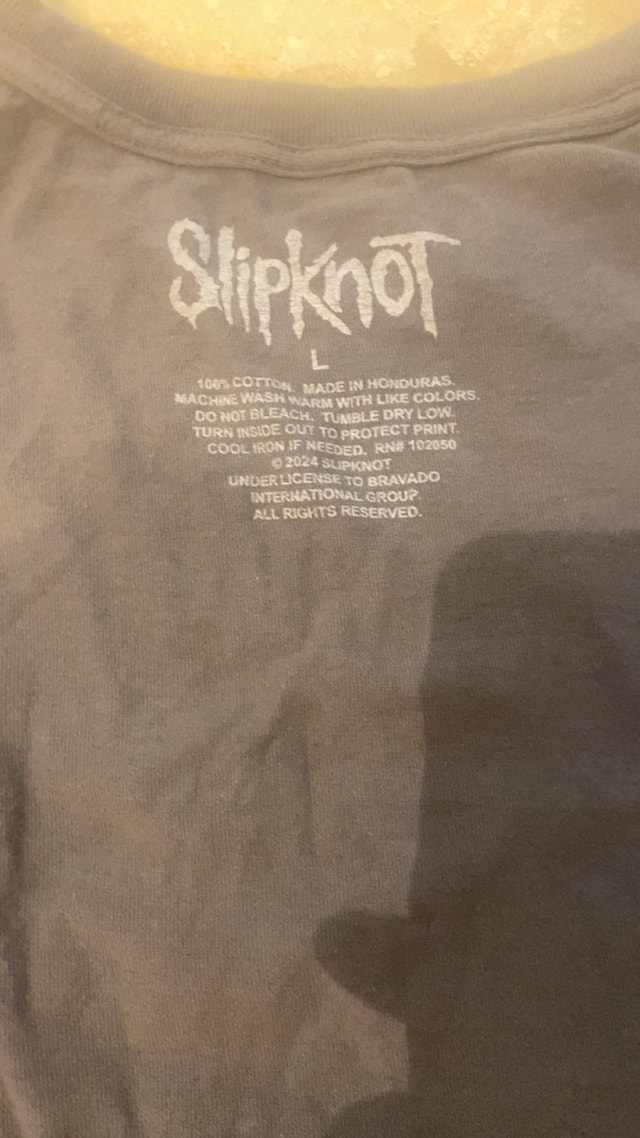 Slipknot
L
100% COTTON. MADE IN HONDURAS.
MACHINE WASH WARM WITH LIKE COLORS.
DO NOT BLEACH. TUMBLE DRY LOW.
TURN INSIDE OUT TO PROTECT PRINT.
COOL IRON IF NEEDED. RN# 102050
© 2024 SLIPKNOT
UNDER LICENSE TO BRAVADO
INTERNATIONAL GROUP.
ALL RIGHTS RESERVED.